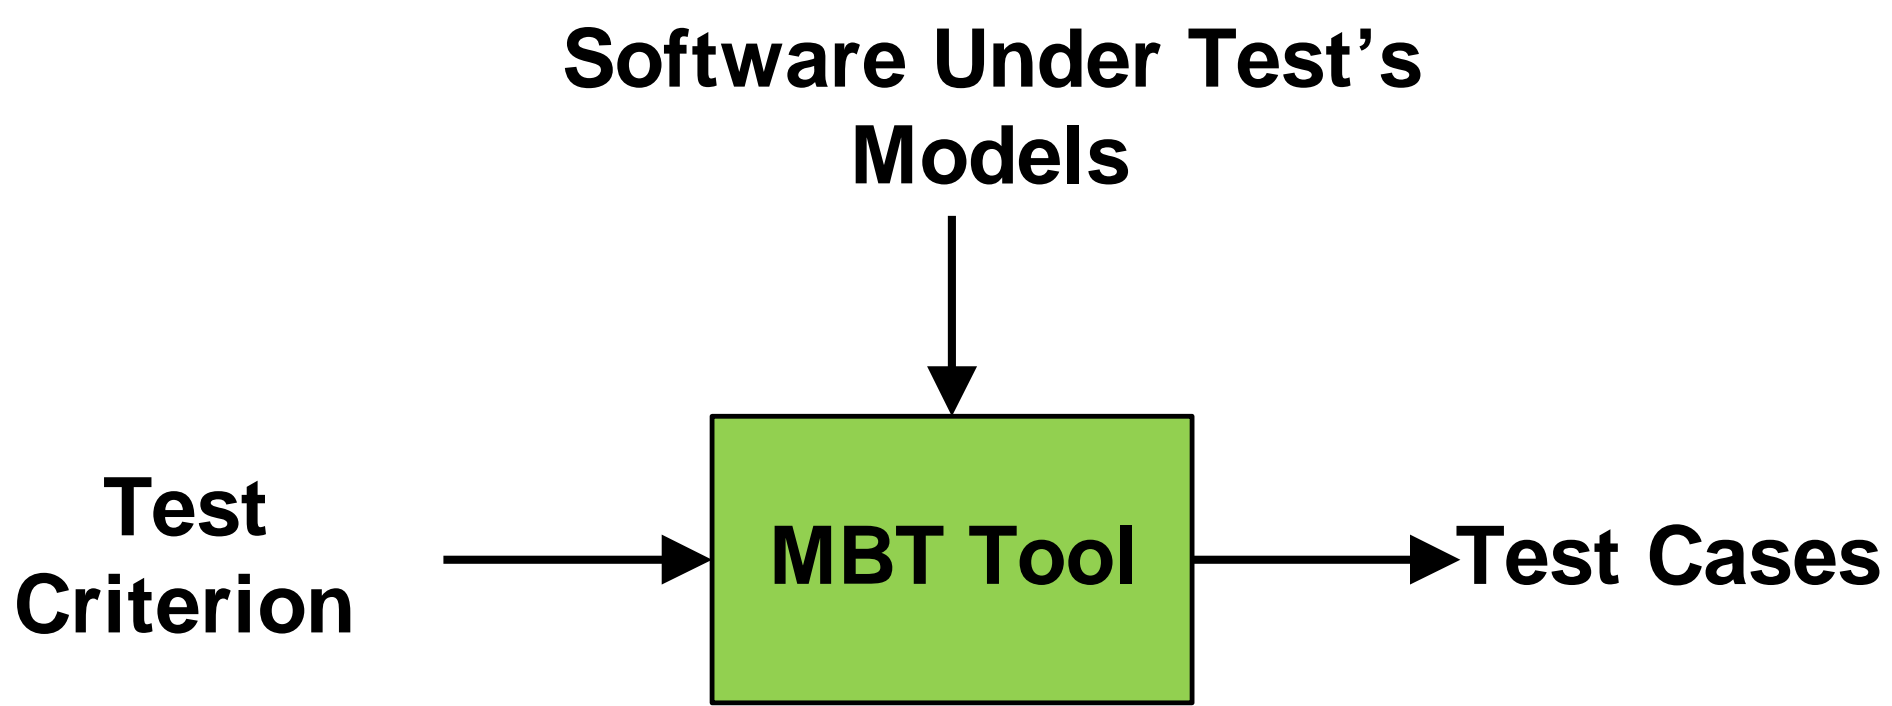 Software Under Test’s
Models
Test
Criterion
MBT Tool
Test Cases